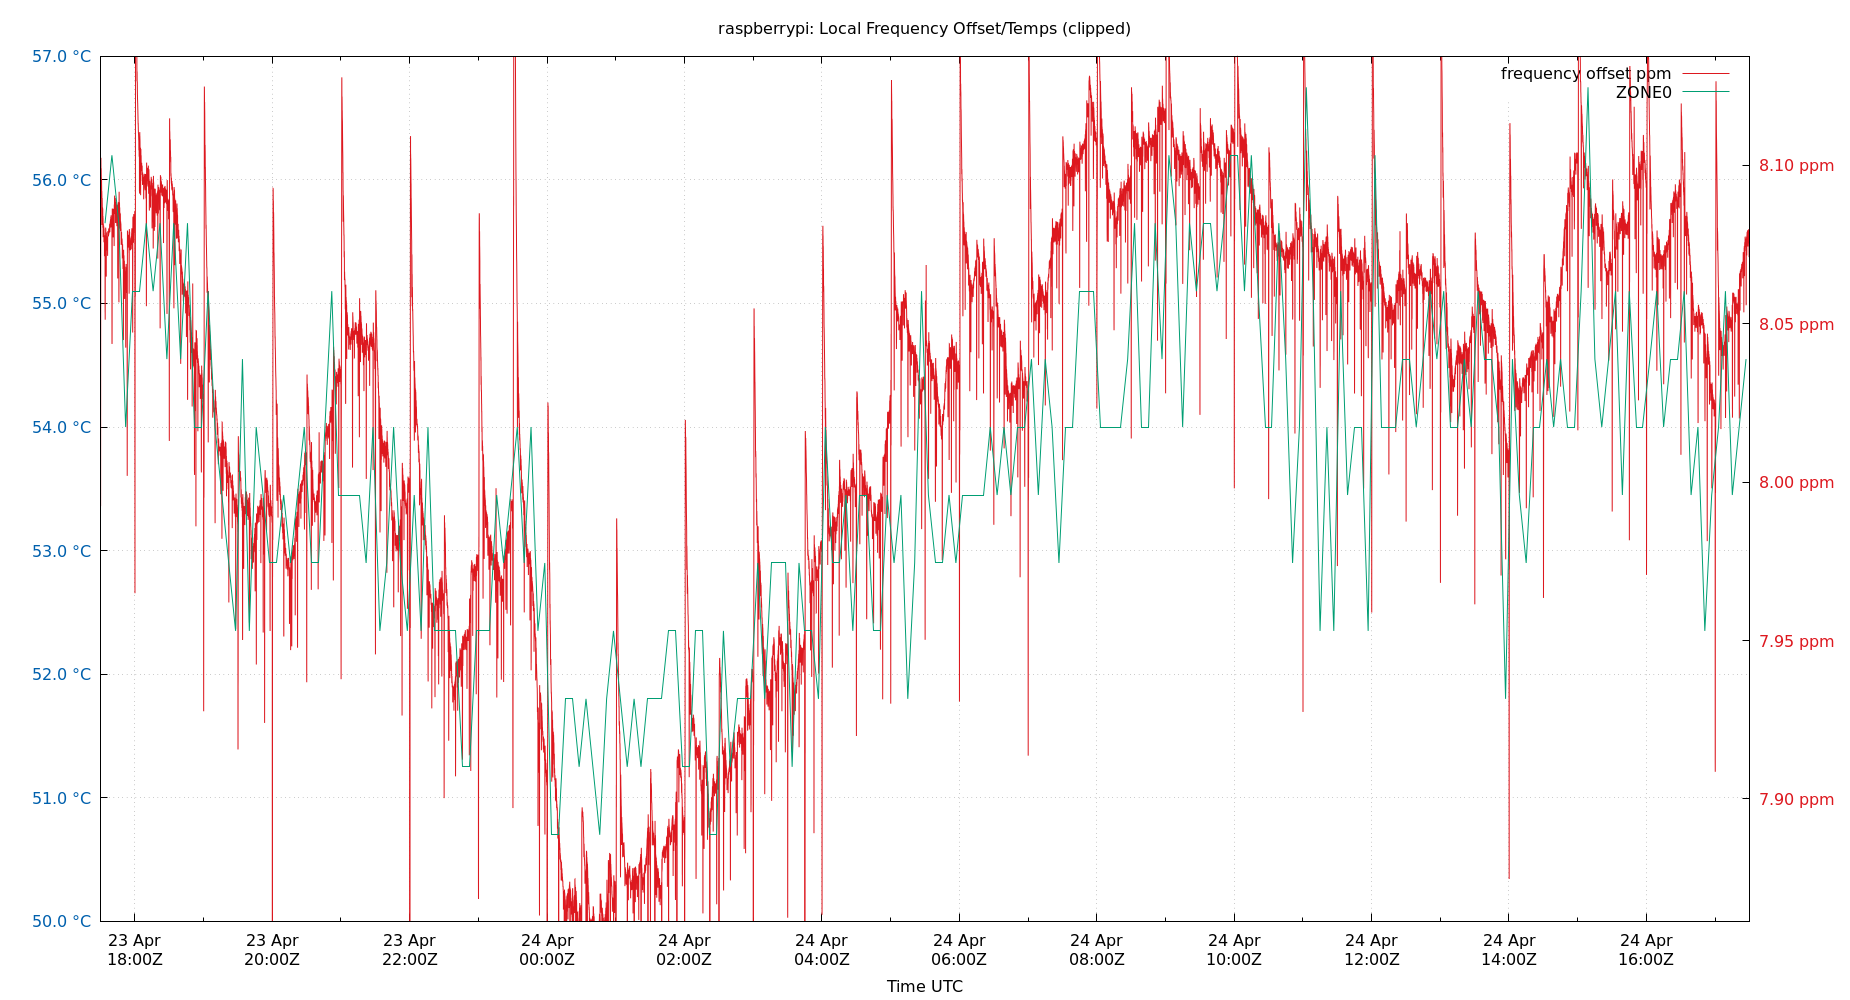 raspberrypi: Local Frequency Offset/Temps (clipped)
frequency offset ppm
ZONE0
57.0 °C
56.0 °C
55.0 °C
54.0 °C
53.0 °C
52.0 °C
51.0 °C
50.0 °C
8.10 ppm
8.05 ppm
8.00 ppm
7.95 ppm
7.90 ppm
23 Apr
18:00Z
23 Apr
20:00Z
23 Apr
22:00Z
24 Apr
00:00Z
24 Apr
02:00Z
24 Apr
04:00Z
24 Apr
06:00Z
24 Apr
08:00Z
24 Apr
10:00Z
24 Apr
12:00Z
24 Apr
14:00Z
24 Apr
16:00Z
Time UTC